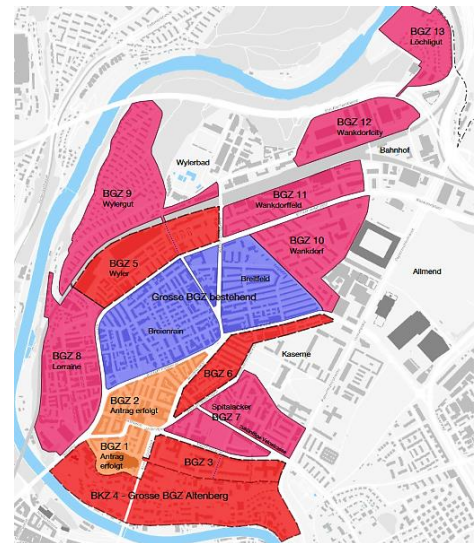 BGZ 13
Löchligut
BGZ 12
Wankdorfcity
Bahnhof
Wylerbad
BGZ 9
Wylergut
BGZ 11
Wankdorffeld
BGZ 10
Wankdorf
BGZ 5
Wyler
Breitfeld
Allmend
Grosse BGZ bestehend
Breitenrain
Kaserne
BGZ 8
Lorraine
BGZ 6
BGZ 2
Antrag erfolgt
Spitalacker
BGZ 7
BGZ 1
Antrag
erfolgt
BGZ 3
BKZ 4 - Grosse BGZ Altenberg